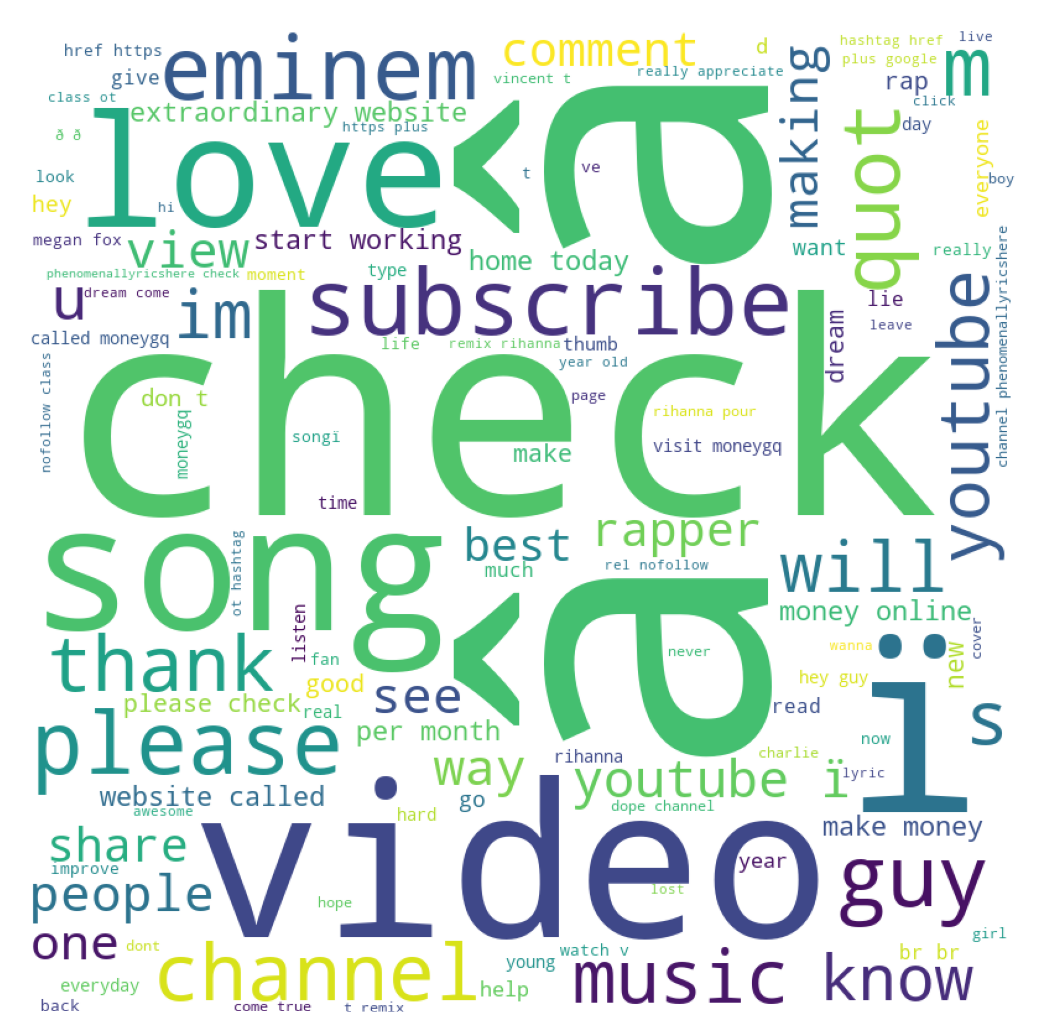 href https
eminem
comment
d
making
hashtag href
plus google
live
m
give
vincent t
really appreciate
rap
click
class ot
extraordinary website
love
â
https plus
quot
day
everyone
ð ð
look
hey
hi
t
ve
boy
megan fox
view
start working
home today
want
really
phenomenallyricshere check
moment
type
subscribe
youtube
channel phenomenallyricshere
u
dream come
im
lie
leave
called moneygq
life
remix rihanna
thumb
dream
year old
nofollow class
check
don t
moneygq
page
rihanna pour
songï
make
visit moneygq
time
song
best
rapper
will
much
rel nofollow
ot hashtag
â
money online
listen
thank
fan
never
wanna
ï
new
cover
hey guy
please check
good
real
see
read
s
please
per month
rihanna
charlie
now
way
youtube ï
lyric
website called
go
dope channel
awesome
hard
make money
share
video
year
guy
improve
people
hope
lost
one
dont
channel
watch v
young
music
know
br br
girl
everyday
help
back
come true
t remix